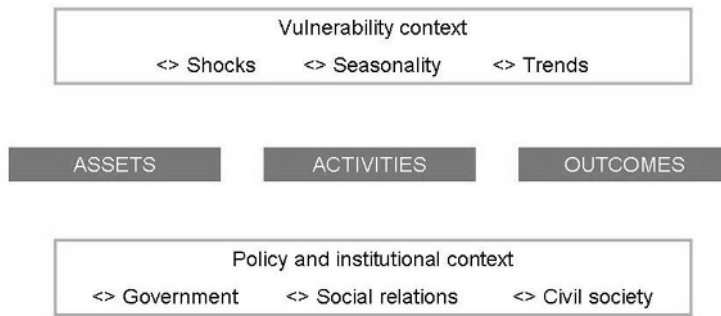 Vulnerability context
<> Shocks <> Seasonality <> Trends
ASSETS ACTIVITIES OUTCOMES
Policy and institutional context
<> Government <> Social relations <> Civil society